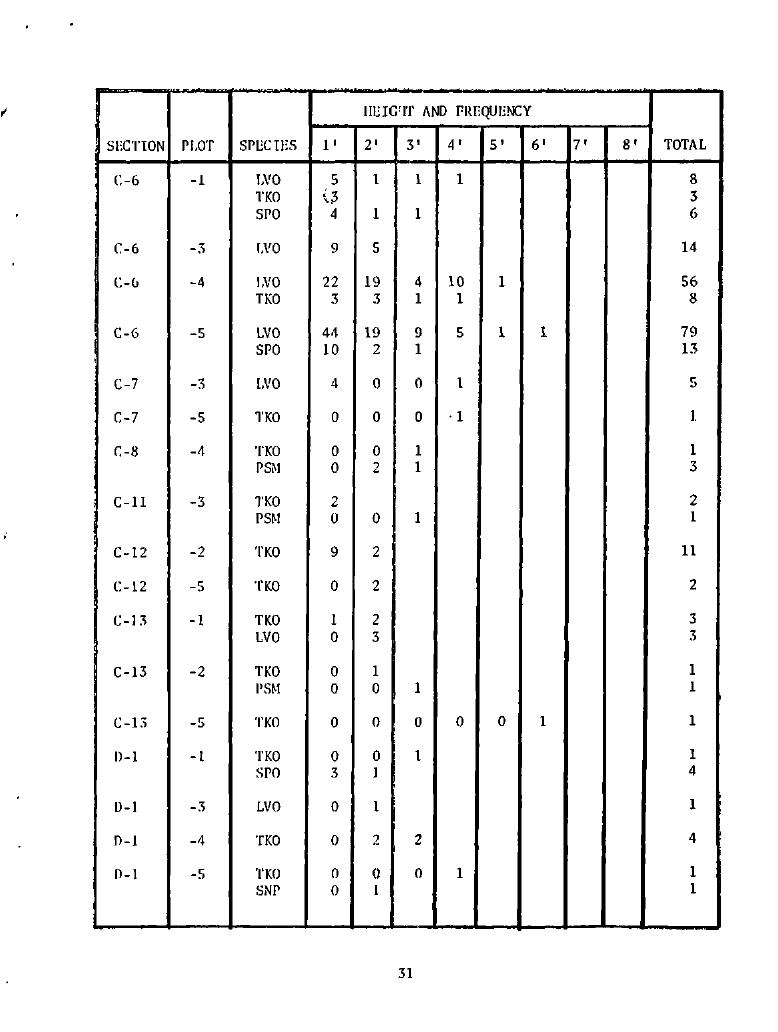 HEIGHT AND FREQUENCY
SECTION PLOT SPECIES 1' 2' 3' 4' 5' 6' 7' 8' TOTAL
C-6 -1 LVO 5 1 1 1 8
TKO 3 3
SPO 4 1 1 6
C-6 -3 LVO 9 5 14
C-6 -4 LVO 22 19 4 10 1 56
TKO 3 3 1 1 8
C-6 -5 LVO 44 19 9 5 1 1 79
SPO 10 2 1 13
C-7 -3 LVO 4 0 0 1 5
C-7 -5 TKO 0 0 0 1 1
C-8 -4 TKO 0 0 1 1
PSM 0 2 1 3
C-11 -3 TKO 2 2
PSM 0 0 1 1
C-12 -2 TKO 9 2 11
C-12 -5 TKO 0 2 2
C-13 -1 TKO 1 2 3
LVO 0 3 3
C-13 -2 TKO 0 1 1
PSM 0 0 1 1
C-13 -5 TKO 0 0 0 0 0 1 1
D-1 -1 TKO 0 0 1 1
SPO 3 1 4
D-1 -3 LVO 0 1 1
D-1 -4 TKO 0 2 2 4
D-1 -5 TKO 0 0 0 1 1
SNP 0 1 1
31